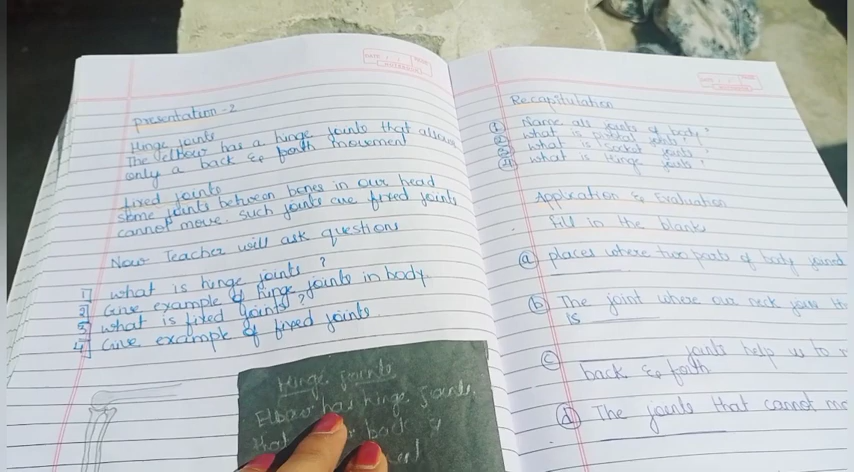 Presentation-2
Hinge joints
The elbow has a hinge joints that allows
only a back & forth movement
fixed joints
some joints between bones in our head
cannot move. such joints are fixed joints
Now Teacher will ask questions
1] what is hinge joints ?
2] Give example of hinge joints in body.
3] what is fixed joints ?
4] Give example of fixed joints.
Hinge joints
Elbow has hinge joints
that back &
Recapitulation
① Name all joints of body?
② what is pivotal joints?
③ what is socket joints?
④ what is Hinge joints?
Application & Evaluation
fill in the blank
ⓐ places where two parts of body joined
ⓑ The joint where our neck joins
is
ⓒ joints help us to
back & forth
ⓓ The joints that cannot